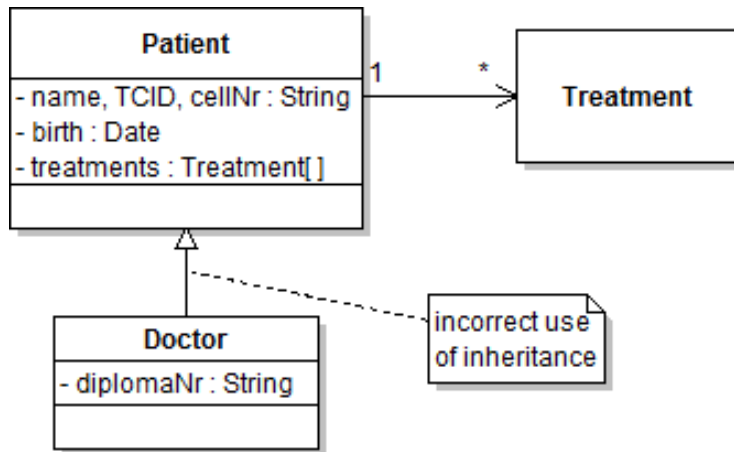 Patient
- name, TCID, cellNr : String
- birth : Date
- treatments : Treatment[ ]
1
*
Treatment
Doctor
- diplomaNr : String
incorrect use
of inheritance